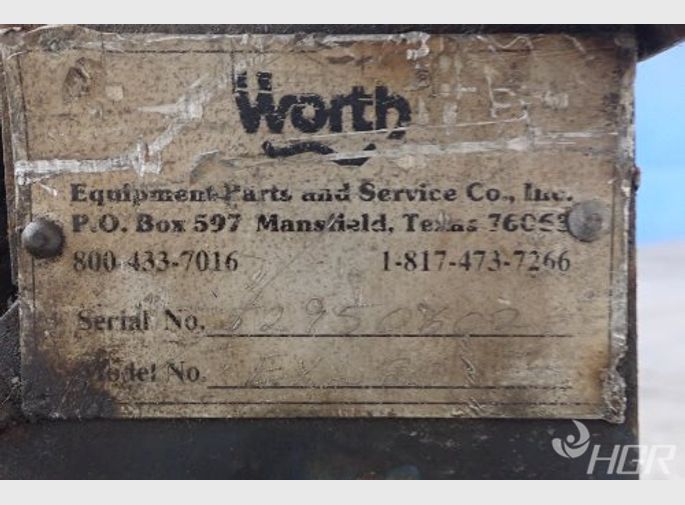 Worth
Equipment Parts and Service Co., Inc.
P.O. Box 597 Mansfield, Texas 76063
800-433-7016 1-817-473-7266
Serial No.
Model No.
HGR